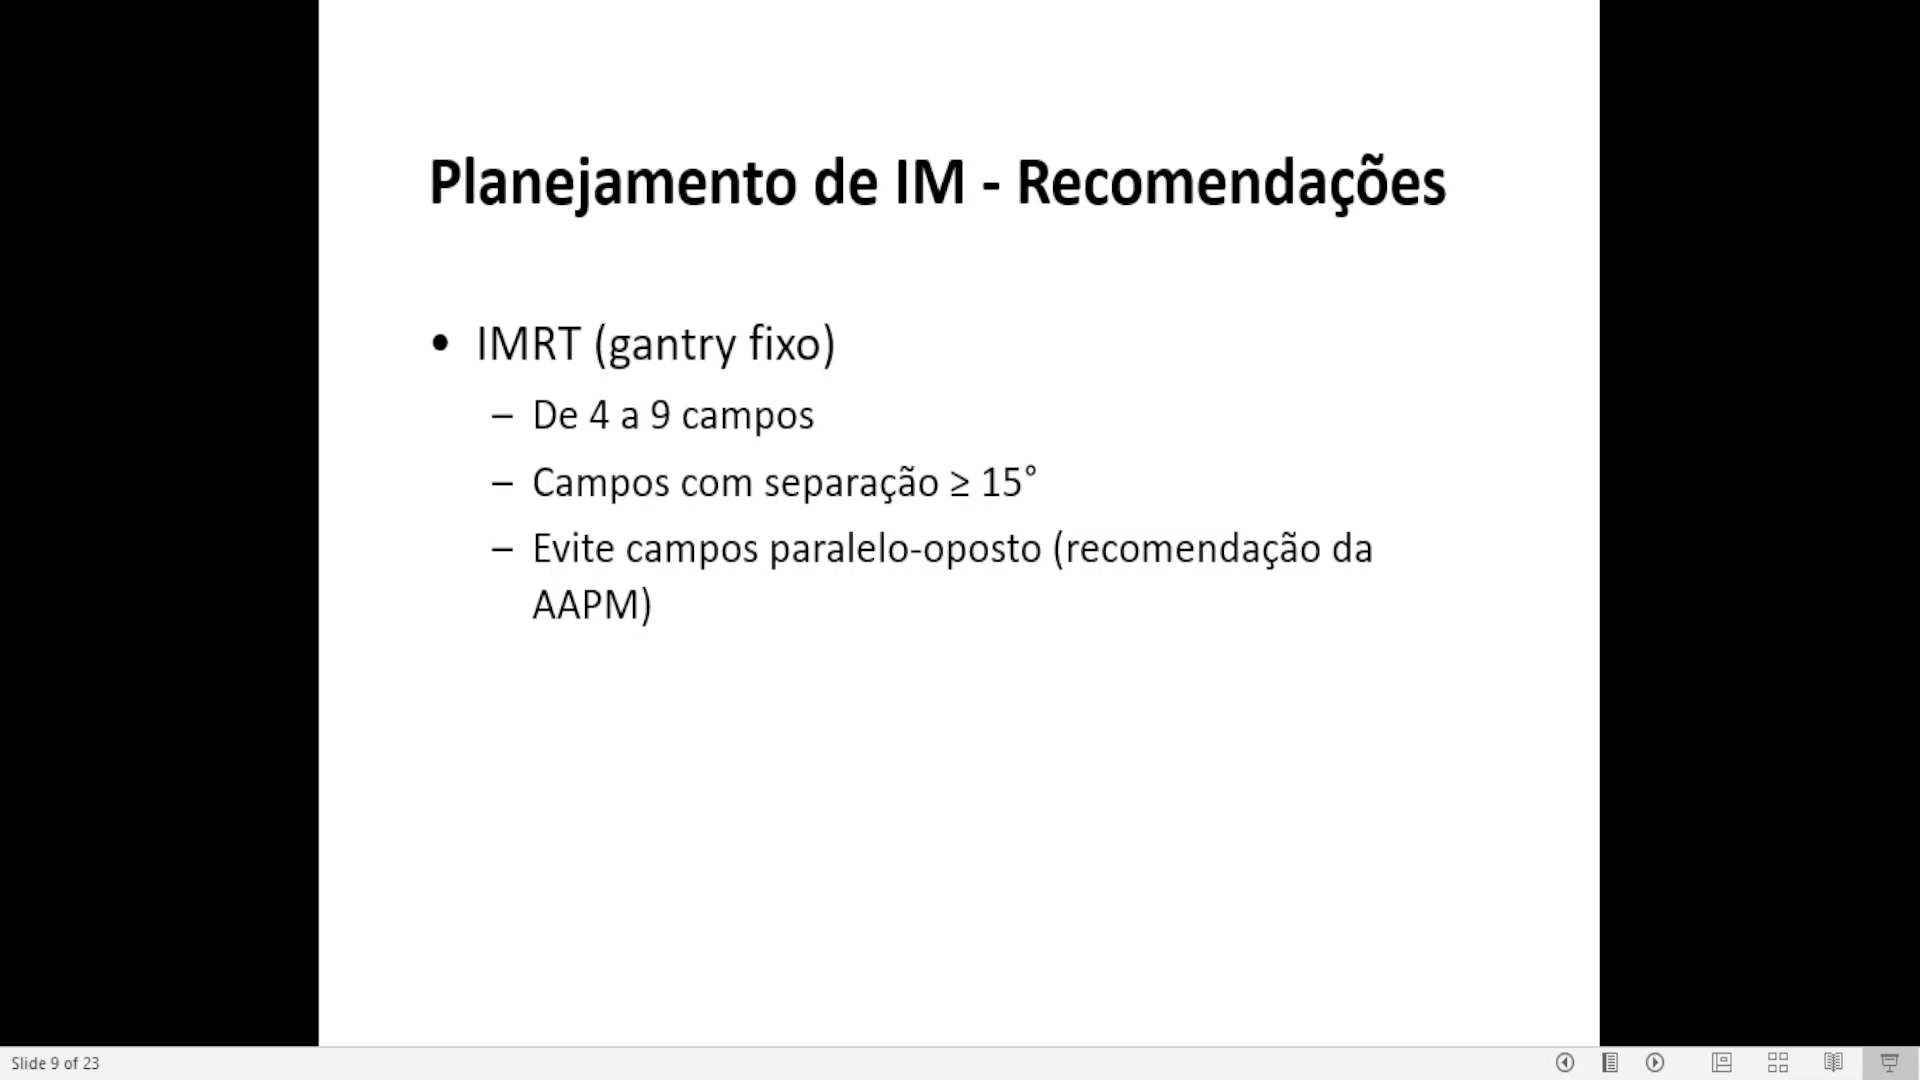 Planejamento de IM - Recomendações
• IMRT (gantry fixo)
– De 4 a 9 campos
– Campos com separação ≥ 15°
– Evite campos paralelo-oposto (recomendação da
AAPM)
Slide 9 of 23